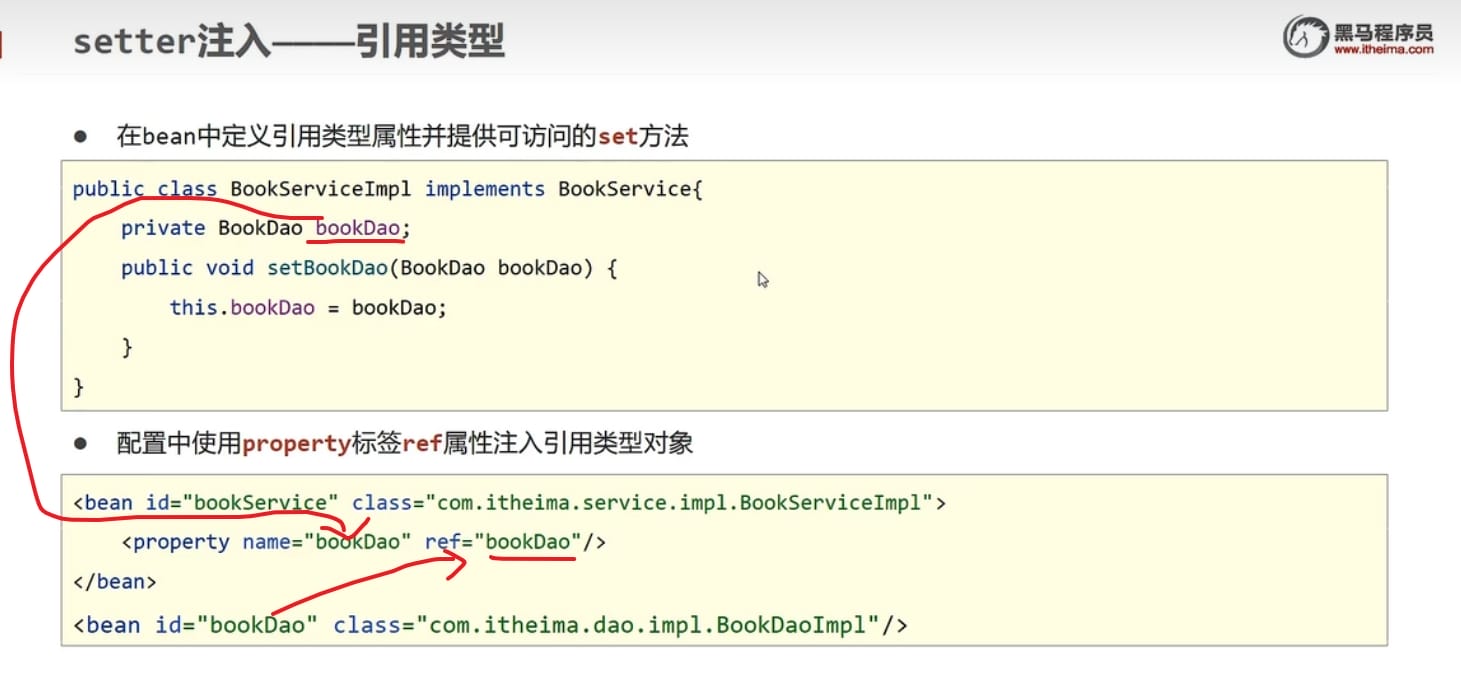 setter注入————引用类型
黑马程序员
www.itheima.com
● 在bean中定义引用类型属性并提供可访问的set方法
public class BookServiceImpl implements BookService{
    private BookDao bookDao;
    public void setBookDao(BookDao bookDao) {
        this.bookDao = bookDao;
    }
}
● 配置中使用property标签ref属性注入引用类型对象
<bean id="bookService" class="com.itheima.service.impl.BookServiceImpl">
    <property name="bookDao" ref="bookDao"/>
</bean>
<bean id="bookDao" class="com.itheima.dao.impl.BookDaoImpl"/>